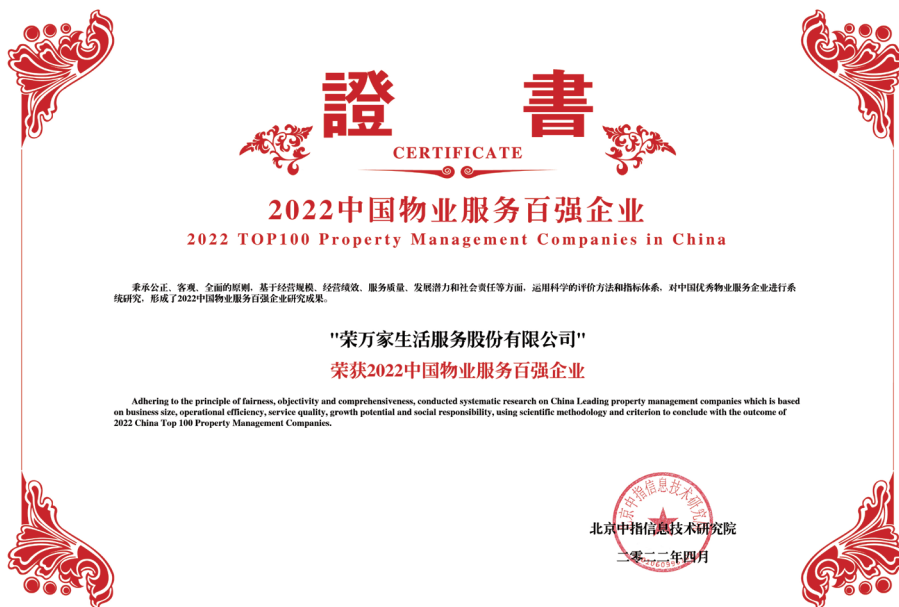 證書
CERTIFICATE
2022中国物业服务百强企业
2022 TOP100 Property Management Companies in China
秉承公正、客观、全面的原则，基于经营规模、经营绩效、服务质量、发展潜力和社会责任等方面，运用科学的评价方法和指标体系，对中国优秀物业服务企业进行系
统研究，形成了2022中国物业服务百强企业研究成果。
"荣万家生活服务股份有限公司"
荣获2022中国物业服务百强企业
Adhering to the principle of fairness, objectivity and comprehensiveness, conducted systematic research on China Leading property management companies which is based
on business size, operational efficiency, service quality, growth potential and social responsibility, using scientific methodology and criterion to conclude with the outcome of
2022 China Top 100 Property Management Companies.
北京中指信息技术研究院
北京中指信息技术研究院
二零二二年四月